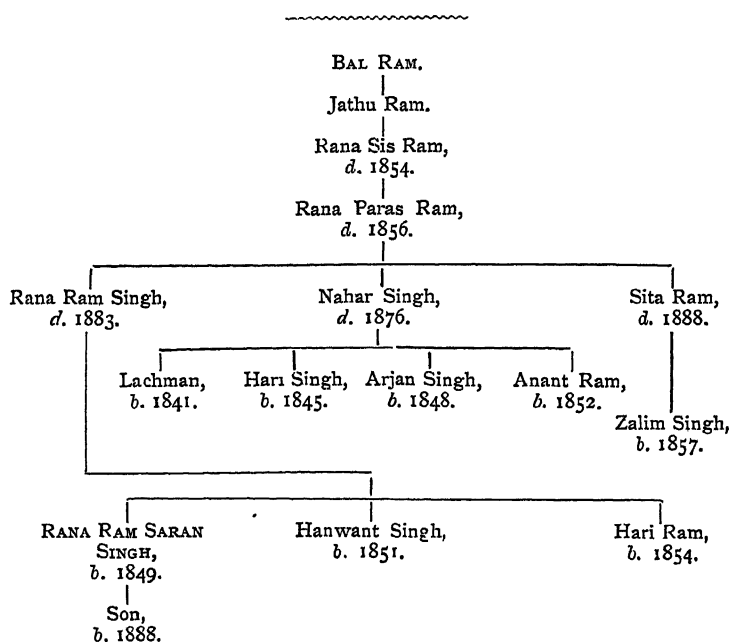 BAL RAM.
Jathu Ram.
Rana Sis Ram,
d. 1854.
Rana Paras Ram,
d. 1856.
Rana Ram Singh,
d. 1883.
Nahar Singh,
d. 1876.
Sita Ram,
d. 1888.
Lachman,
b. 1841.
Harı Singh,
b. 1845.
Arjan Singh,
b. 1848.
Anant Ram,
b. 1852.
Zalim Singh,
b. 1857.
RANA RAM SARAN
SINGH,
b. 1849.
Hanwant Singh,
b. 1851.
Hari Ram,
b. 1854.
Son,
b. 1888.